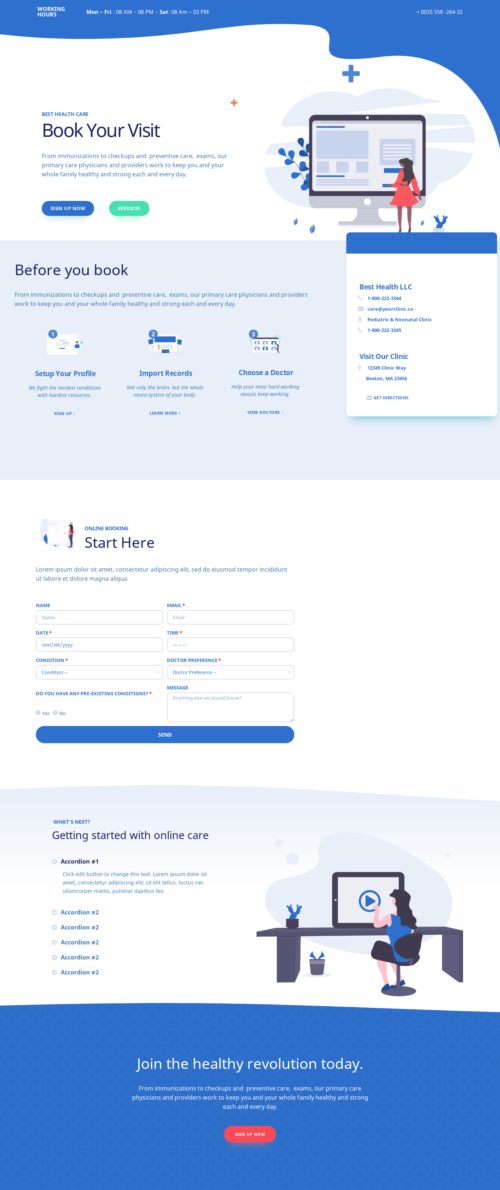 WORKING
HOURS
Mon – Fri : 08 AM – 08 PM – Sat: 08 Am – 03 PM
+ 0035 558 -264-32
BEST HEALTH CARE
Book Your Visit
From immunizations to checkups and preventive care, exams, our
primary care physicians and providers work to keep you and your
whole family healthy and strong each and every day.
SIGN UP NOW
SERVICES
Before you book
From immunizations to checkups and preventive care, exams, our primary care physicians and providers
work to keep you and your whole family healthy and strong each and every day.
1
Setup Your Profile
We fight the hardest conditions
with hardest resources.
SIGN UP ›
2
Import Records
Not only the brain, but the whole
neuro-system of your body.
LEARN MORE ›
3
Choose a Doctor
Help your most hard working
muscle keep working.
VIEW DOCTORS ›
Best Health LLC
1-800-222-3344
care@yourclinic.co
Pediatric & Neonatal Clinic
1-800-222-3345
Visit Our Clinic
12345 Clinic Way
Boston, MA 23456
GET DIRECTIONS
ONLINE BOOKING
Start Here
Lorem ipsum dolor sit amet, consectetur adipiscing elit, sed do eiusmod tempor incididunt
ut labore et dolore magna aliqua.
NAME
Name
EMAIL *
Email
DATE *
mm/dd/yyyy
TIME *
--:-- --
CONDITION *
Condition –
DOCTOR PREFERENCE *
Doctor Preference –
DO YOU HAVE ANY PRE-EXISTING CONDITIONS? *
Yes No
MESSAGE
Anything else we should know?
SEND
WHAT'S NEXT?
Getting started with online care
Accordion #1
Click edit button to change this text. Lorem ipsum dolor sit
amet, consectetur adipiscing elit. Ut elit tellus, luctus nec
ullamcorper mattis, pulvinar dapibus leo.
Accordion #2
Accordion #2
Accordion #2
Accordion #2
Accordion #2
Join the healthy revolution today.
From immunizations to checkups and preventive care, exams, our primary care
physicians and providers work to keep you and your whole family healthy and strong
each and every day.
SIGN UP NOW